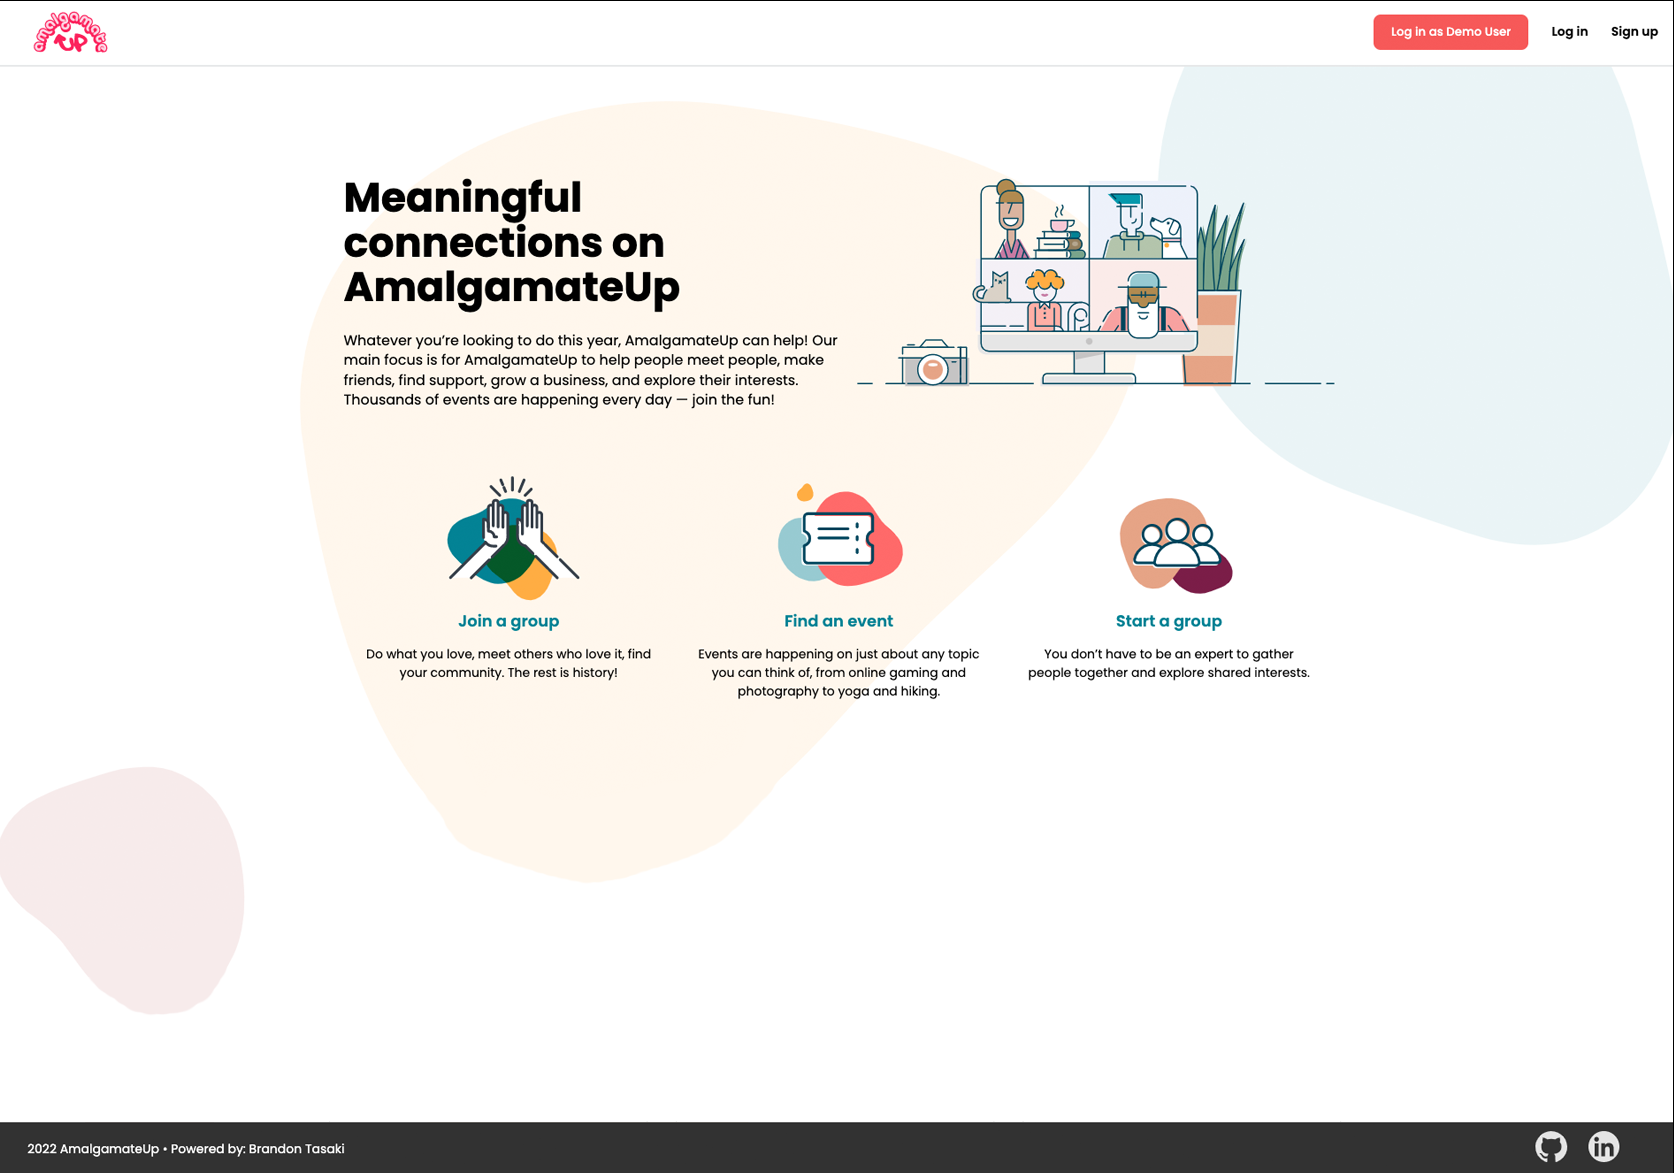 amalgamate
UP
Log in as Demo User
Log in
Sign up
Meaningful
connections on
AmalgamateUp
Whatever you’re looking to do this year, AmalgamateUp can help! Our
main focus is for AmalgamateUp to help people meet people, make
friends, find support, grow a business, and explore their interests.
Thousands of events are happening every day — join the fun!
Join a group
Do what you love, meet others who love it, find
your community. The rest is history!
Find an event
Events are happening on just about any topic
you can think of, from online gaming and
photography to yoga and hiking.
Start a group
You don’t have to be an expert to gather
people together and explore shared interests.
2022 AmalgamateUp • Powered by: Brandon Tasaki
in